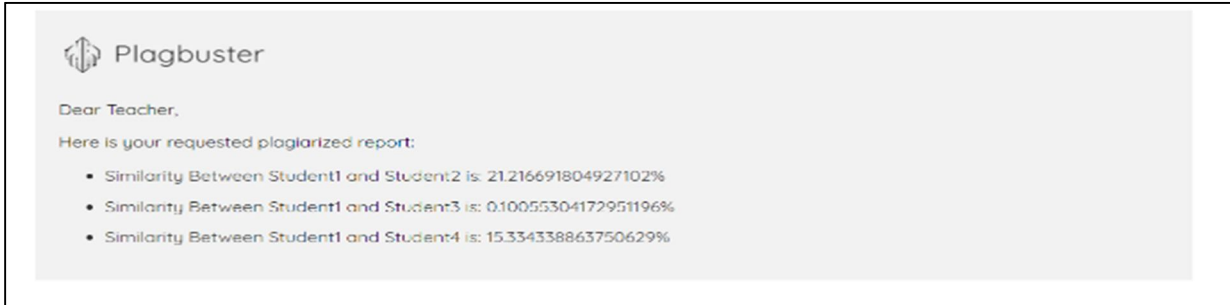 Plagbuster
Dear Teacher,
Here is your requested plagiarized report:
• Similarity Between Student1 and Student2 is: 21.216691804927102%
• Similarity Between Student1 and Student3 is: 0.10055304172951196%
• Similarity Between Student1 and Student4 is: 15.334338863750629%